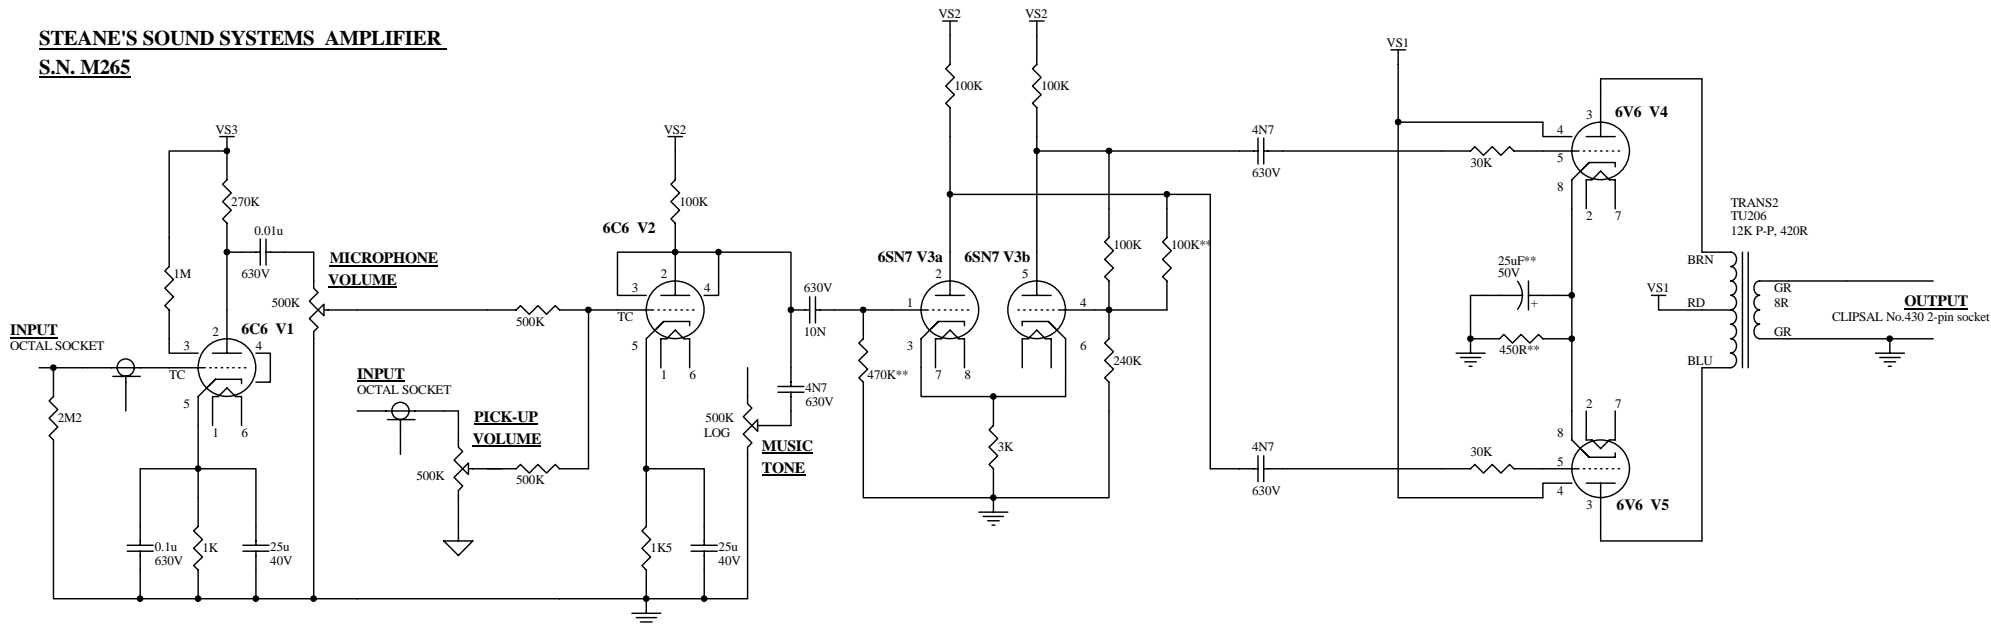 STEANE'S SOUND SYSTEMS AMPLIFIER
S.N. M265
VS3
270K
0.01u
630V
1M
MICROPHONE
VOLUME
500K
6C6 V1
INPUT
OCTAL SOCKET
2
3
4
TC
5
1
6
2M2
0.1u
630V
1K
25u
40V
500K
INPUT
OCTAL SOCKET
PICK-UP
VOLUME
500K
500K
VS2
100K
6C6 V2
2
3
4
TC
5
1
6
1K5
25u
40V
630V
10N
4N7
630V
500K
LOG
MUSIC
TONE
VS2
VS2
100K
100K
6SN7 V3a
6SN7 V3b
2
5
1
4
3
6
7
8
470K**
3K
100K
100K**
240K
4N7
630V
4N7
630V
VS1
30K
30K
6V6 V4
3
4
5
8
2
7
25uF**
50V
+
450R**
2
7
8
5
4
3
6V6 V5
TRANS2
TU206
12K P-P, 420R
BRN
VS1
RD
BLU
GR
8R
GR
OUTPUT
CLIPSAL No.430 2-pin socket